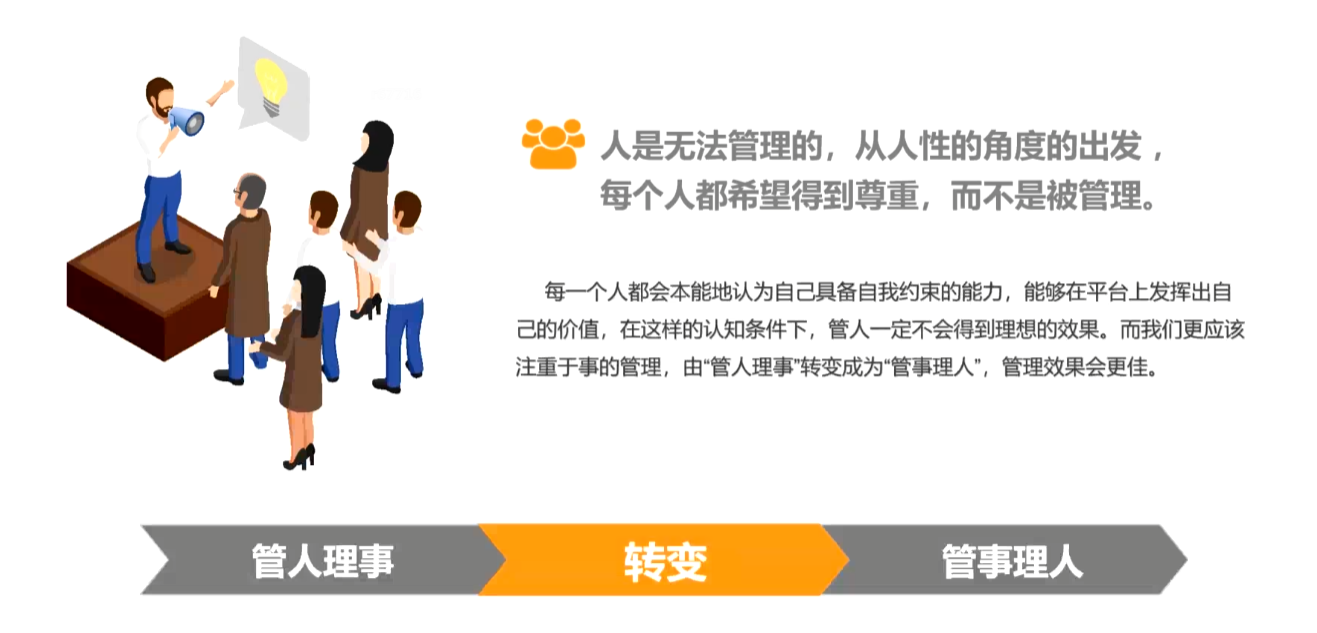 人是无法管理的，从人性的角度的出发，
每个人都希望得到尊重，而不是被管理。
每一个人都会本能地认为自己具备自我约束的能力，能够在平台上发挥出自
己的价值，在这样的认知条件下，管人一定不会得到理想的效果。而我们更应该
注重于事的管理，由“管人理事”转变成为“管事理人”，管理效果会更佳。
管人理事
转变
管事理人